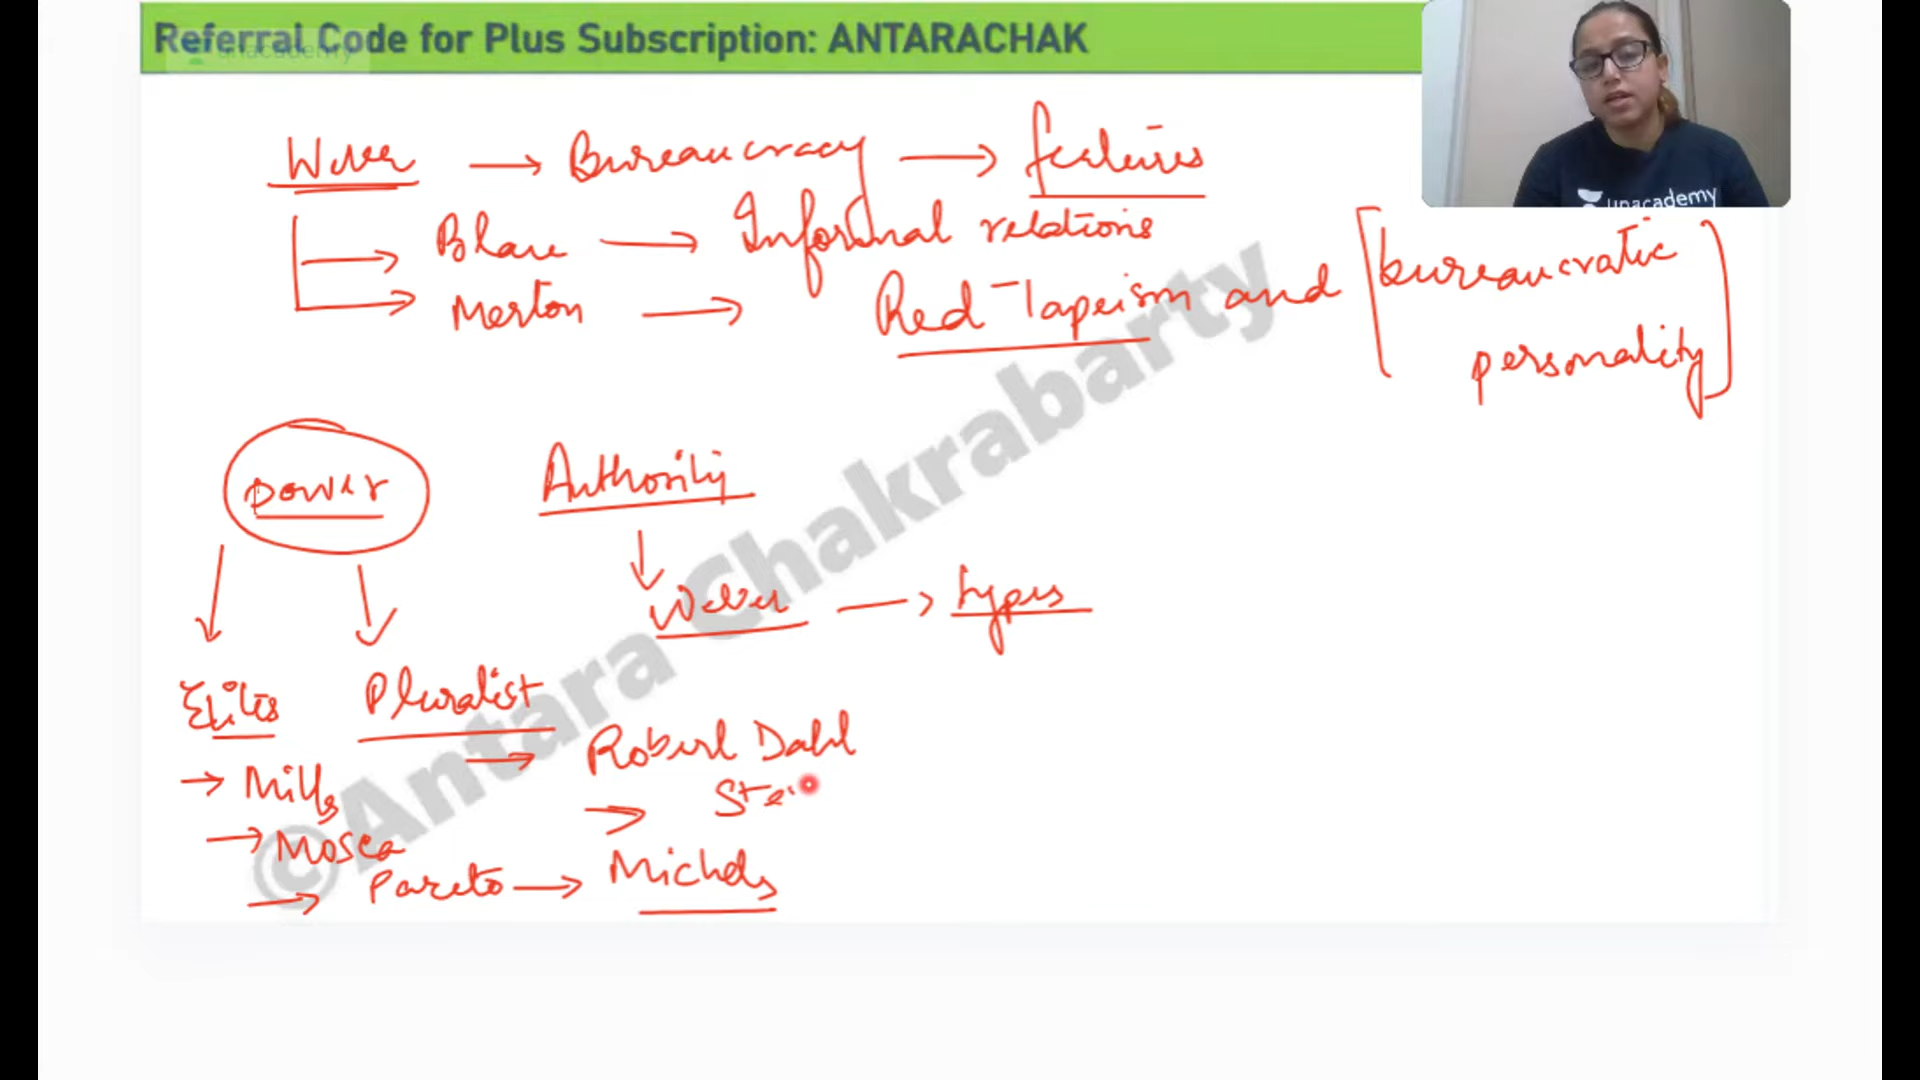 Referral Code for Plus Subscription: ANTARACHAK
unacademy
unacademy
Weber → Bureaucracy → features
→ Blau → Informal relations
→ Merton → Red-Tapeism and [bureaucratic
personality]
power Authority
↓
Weber → types
Elites Pluralist
→ Robert Dahl
→ Mills
→ Mosca
→ Pareto → Michels
©Antara Chakrabarty